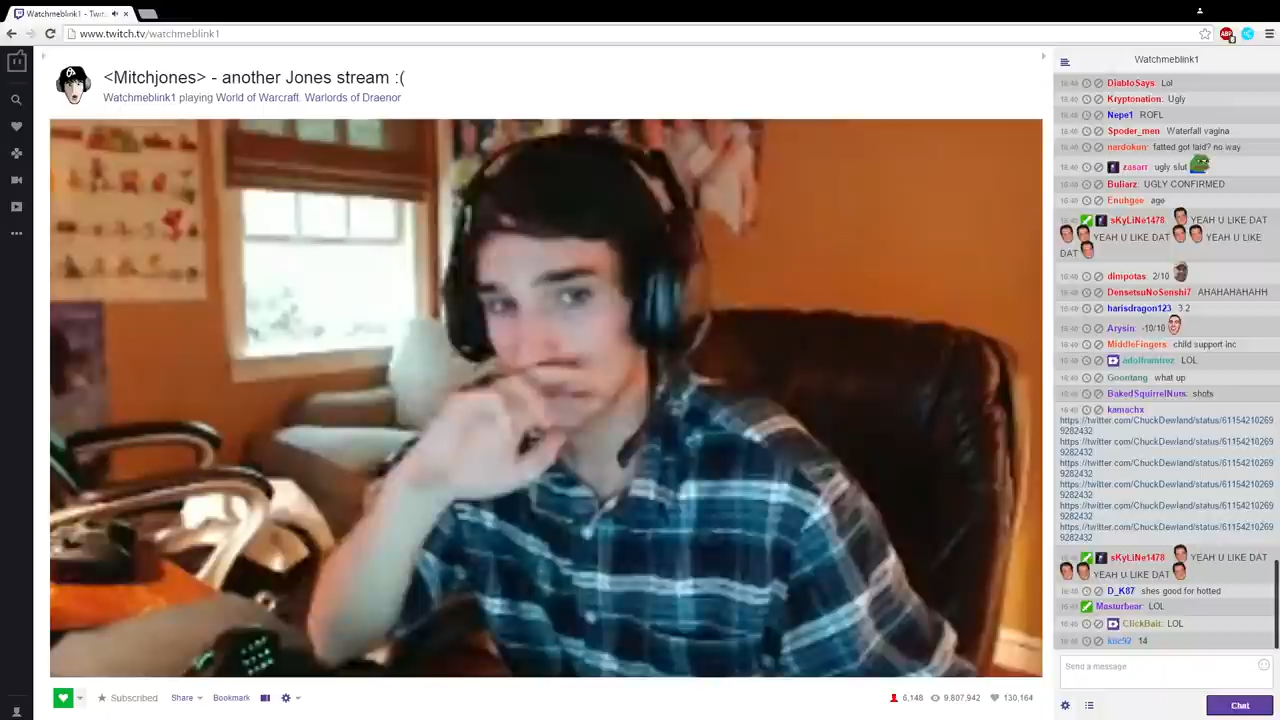 Watchmeblink1 - Twit
www.twitch.tv/watchmeblink1
<Mitchjones> - another Jones stream :(
Watchmeblink1 playing World of Warcraft: Warlords of Draenor
Subscribed
Share
Bookmark
6,148
9,807,942
130,164
Watchmeblink1
DiabloSays: Lol
Kryptonation: Ugly
Nepe1 ROFL
Spoder_men Waterfall vagina
nardokun: fatted got laid? no way
zasarr: ugly slut
Buliarz: UGLY CONFIRMED
Enuhgee: age
sKyLiNe1478: YEAH U LIKE DAT
YEAH U LIKE DAT YEAH U LIKE
DAT
dimpotas: 2/10
DensetsuNoSenshi7: AHAHAHAHAHH
harisdragon123: 3.2
Arysin: -10/10
MiddleFingers: child support inc
adolframirez: LOL
Goontang: what up
BakedSquirrelNuts: shots
kamachx
https://twitter.com/ChuckDewland/status/61154210269
9282432
https://twitter.com/ChuckDewland/status/61154210269
9282432
https://twitter.com/ChuckDewland/status/61154210269
9282432
https://twitter.com/ChuckDewland/status/61154210269
9282432
https://twitter.com/ChuckDewland/status/61154210269
9282432
https://twitter.com/ChuckDewland/status/61154210269
9282432
sKyLiNe1478: YEAH U LIKE DAT
YEAH U LIKE DAT
D_K87: shes good for hotted
Masturbear: LOL
ClickBait: LOL
14
Send a message
Chat